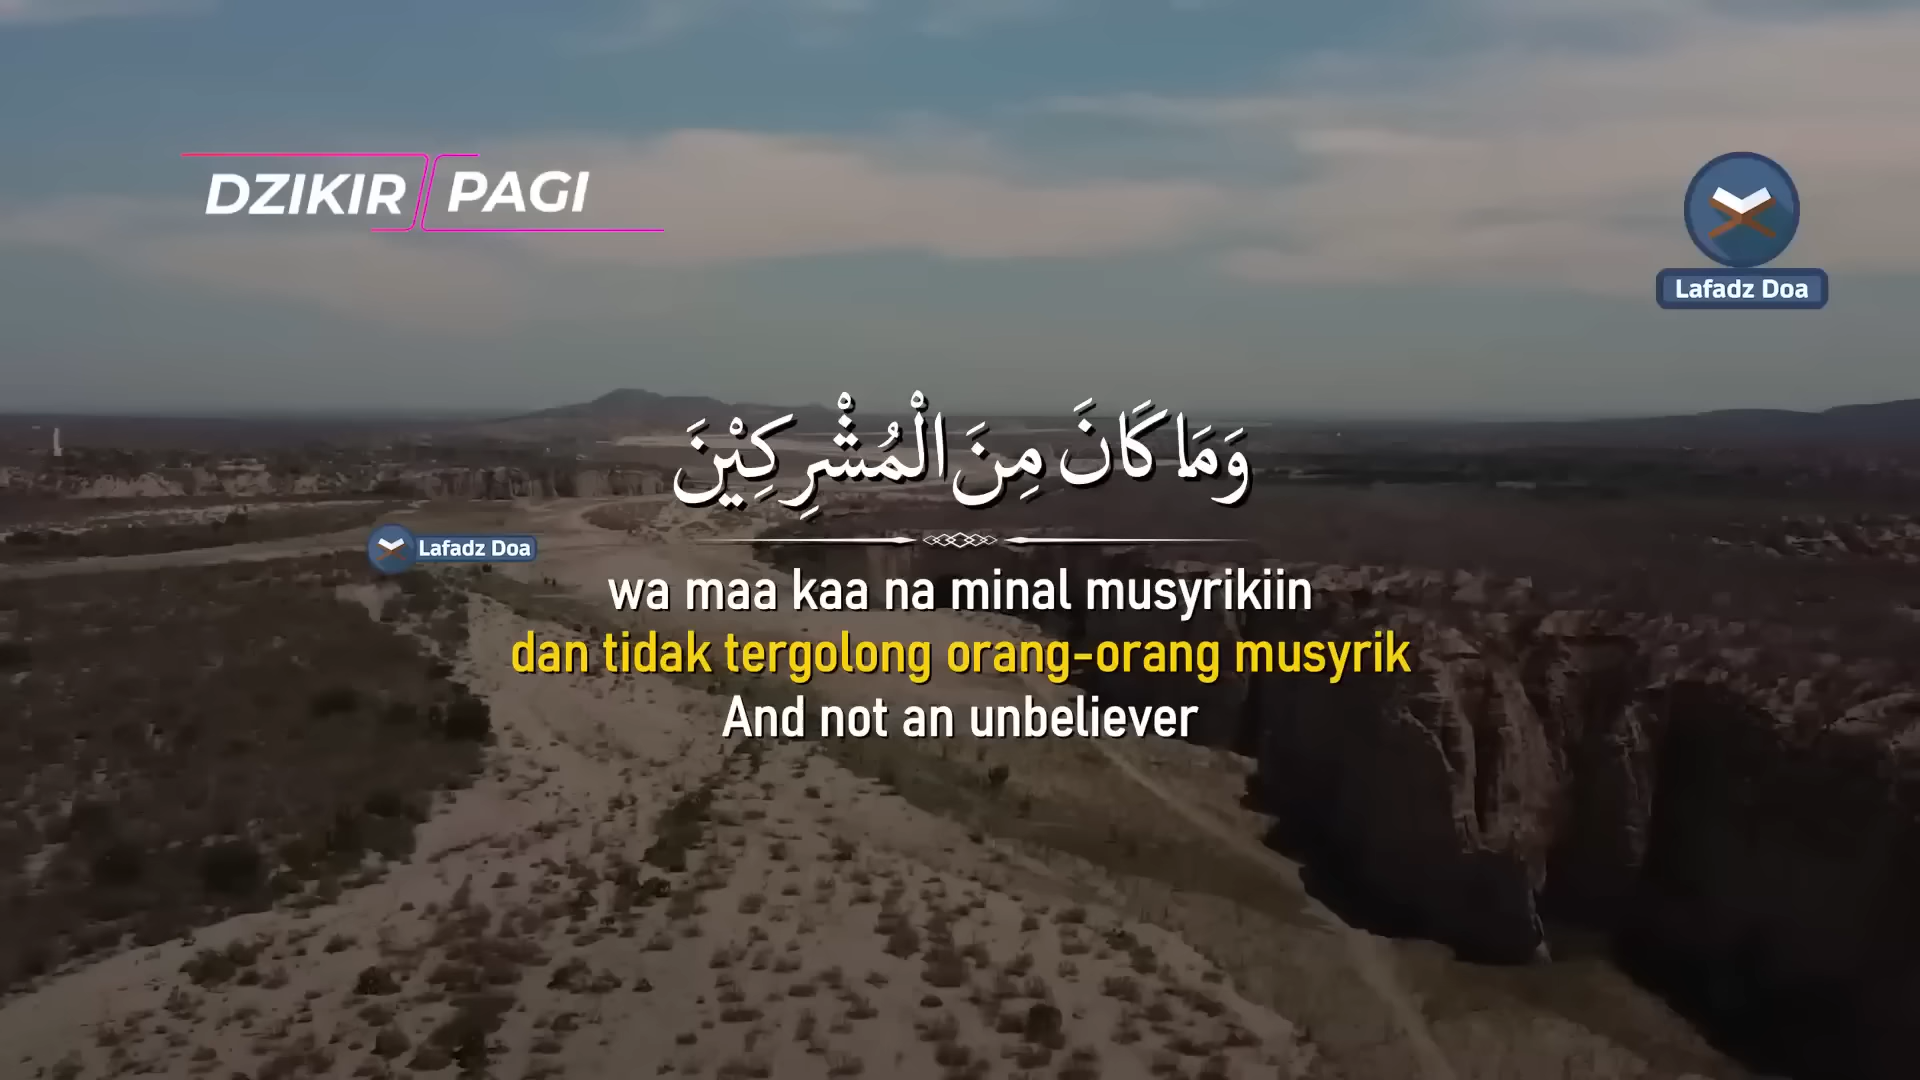 DZIKIR PAGI
Lafadz Doa
وَمَا كَانَ مِنَ الْمُشْرِكِيْنَ
Lafadz Doa
wa maa kaa na minal musyrikiin
dan tidak tergolong orang-orang musyrik
And not an unbeliever